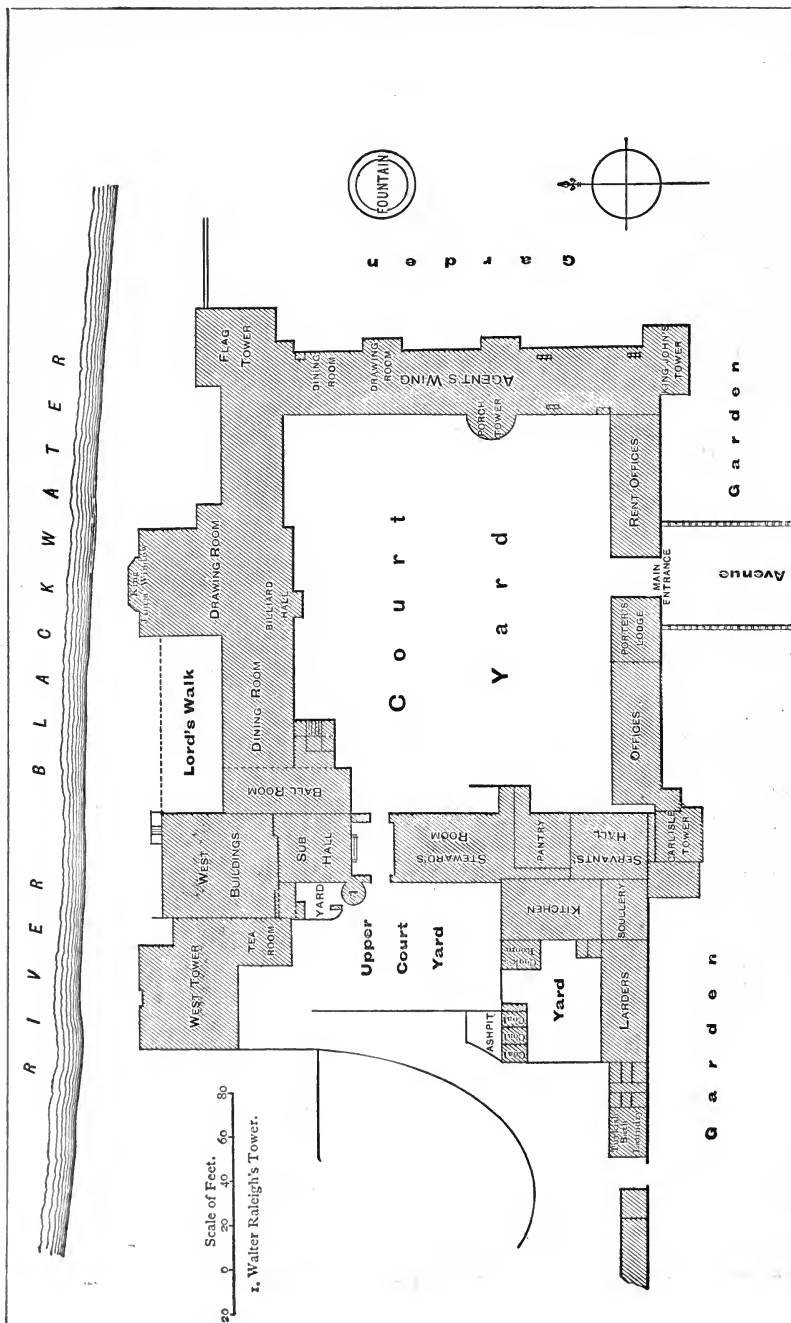 RIVER BLACKWATER
WEST TOWER
TEA
ROOM
WEST
BUILDINGS
SUB
HALL
YARD
1
Lord's Walk
BALL ROOM
DINING ROOM
BILLIARD
HALL
DRAWING ROOM
FLAG
TOWER
DINING
ROOM
DRAWING
ROOM
AGENT'S WING
PORCH
TOWER
KING JOHN'S
TOWER
RENT OFFICES
MAIN
ENTRANCE
PORTER'S
LODGE
OFFICES
CARLISLE
TOWER
Court
Yard
Upper
Court
Yard
STEWARD'S
ROOM
PANTRY
SERVANTS'
HALL
KITCHEN
SCULLERY
LARDERS
Yard
ASHPIT
Bath
Laundry
Garden
FOUNTAIN
Garden
Avenue
Garden
Scale of Feet.
20 0 20 40 60 80
1. Walter Raleigh's Tower.